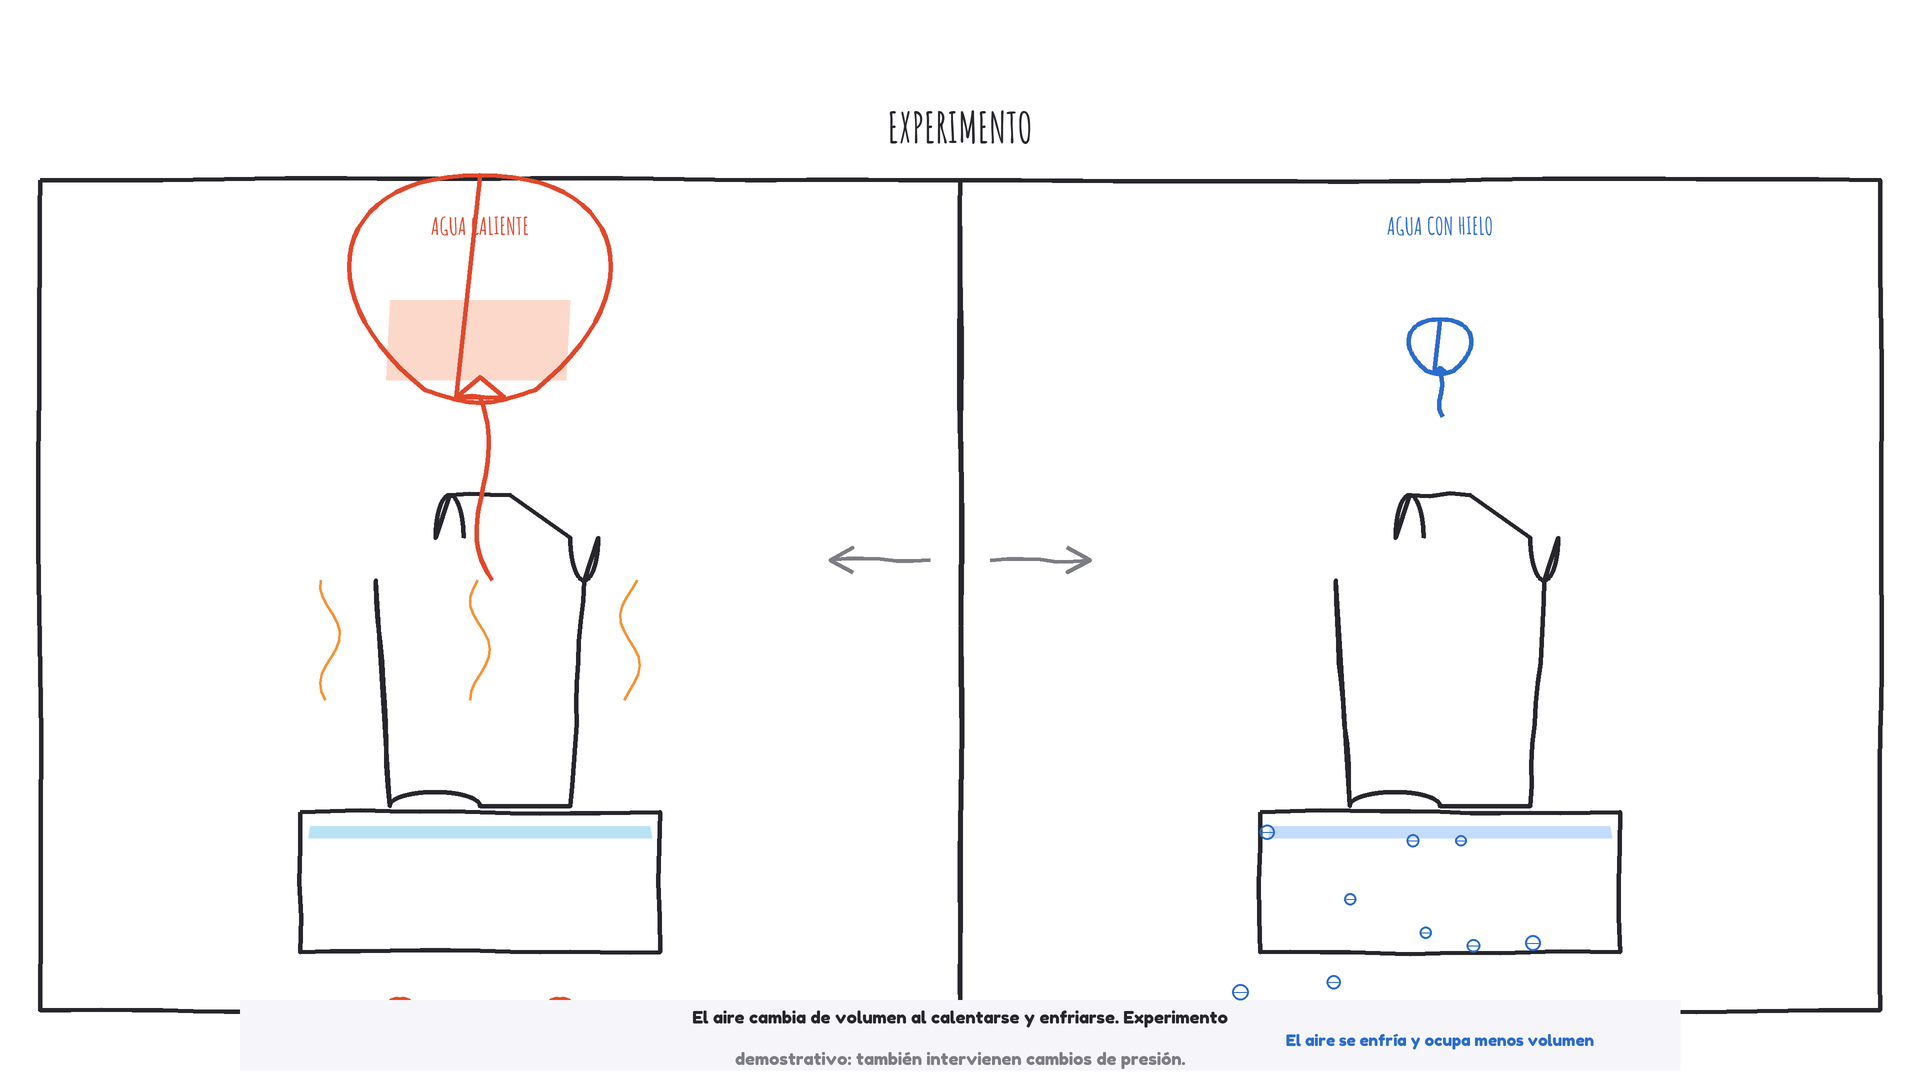 EXPERIMENTO
AGUA CALIENTE
AGUA CON HIELO
El aire cambia de volumen al calentarse y enfriarse. Experimento
demostrativo: también intervienen cambios de presión.
El aire se enfría y ocupa menos volumen